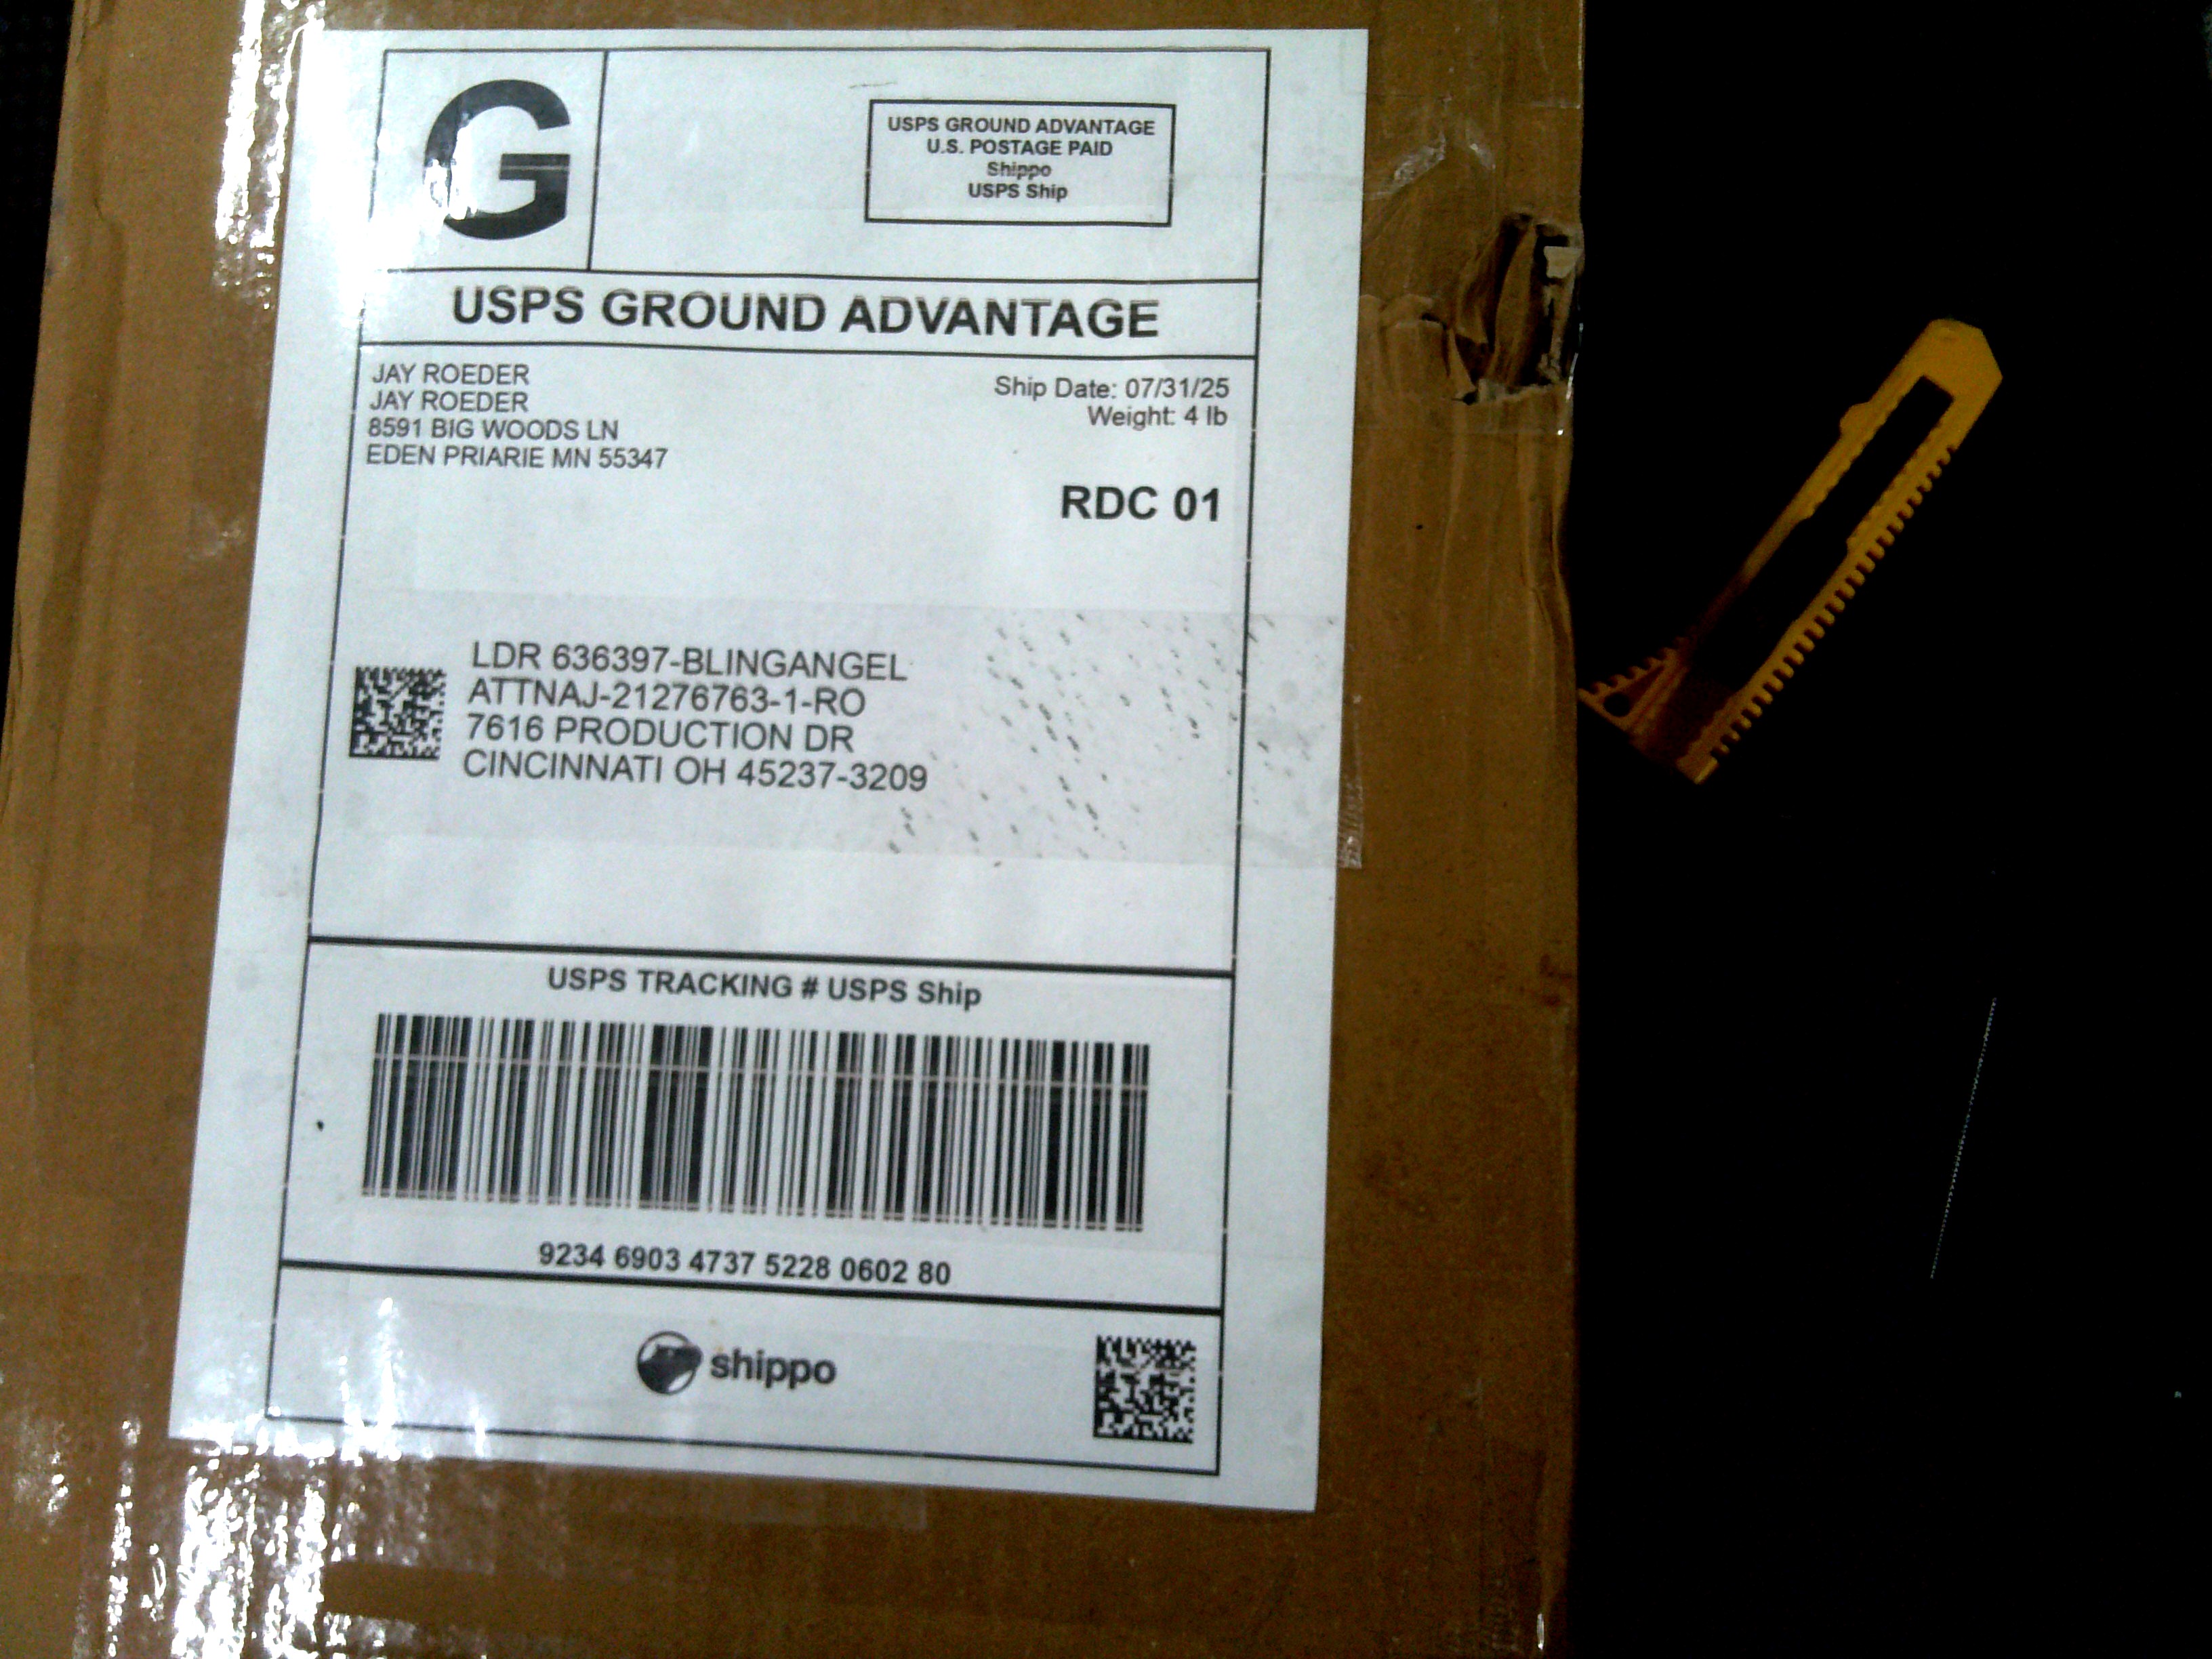 G
USPS GROUND ADVANTAGE
U.S. POSTAGE PAID
Shippo
USPS Ship
USPS GROUND ADVANTAGE
JAY ROEDER
JAY ROEDER
8591 BIG WOODS LN
EDEN PRIARIE MN 55347
Ship Date: 07/31/25
Weight: 4 lb
RDC 01
LDR 636397-BLINGANGEL
ATTNAJ-21276763-1-RO
7616 PRODUCTION DR
CINCINNATI OH 45237-3209
USPS TRACKING # USPS Ship
9234 6903 4737 5228 0602 80
shippo